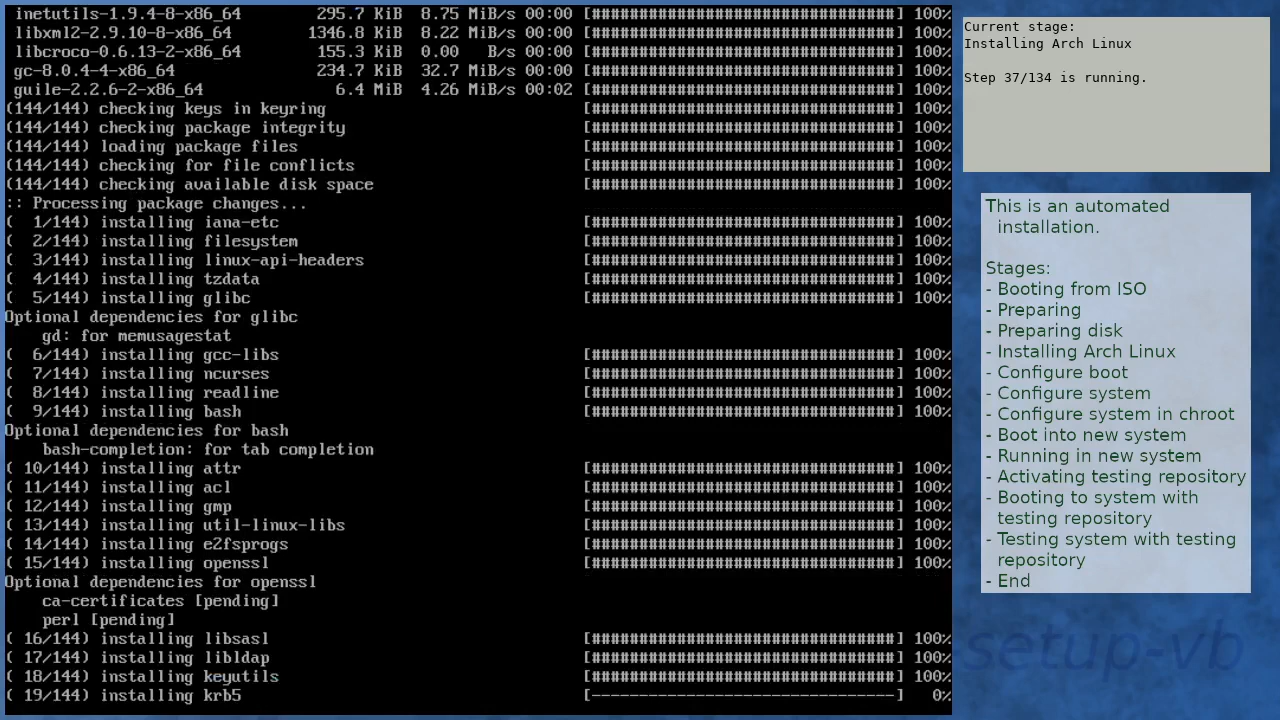 inetutils-1.9.4-8-x86_64 295.7 KiB 8.75 MiB/s 00:00 [################################] 100%
libxml2-2.9.10-8-x86_64 1346.8 KiB 8.22 MiB/s 00:00 [################################] 100%
libcroco-0.6.13-2-x86_64 155.3 KiB 0.00 B/s 00:00 [################################] 100%
gc-8.0.4-4-x86_64 234.7 KiB 32.7 MiB/s 00:00 [################################] 100%
guile-2.2.6-2-x86_64 6.4 MiB 4.26 MiB/s 00:02 [################################] 100%
(144/144) checking keys in keyring [################################] 100%
(144/144) checking package integrity [################################] 100%
(144/144) loading package files [################################] 100%
(144/144) checking for file conflicts [################################] 100%
(144/144) checking available disk space [################################] 100%
:: Processing package changes...
( 1/144) installing iana-etc [################################] 100%
( 2/144) installing filesystem [################################] 100%
( 3/144) installing linux-api-headers [################################] 100%
( 4/144) installing tzdata [################################] 100%
( 5/144) installing glibc [################################] 100%
Optional dependencies for glibc
gd: for memusagestat
( 6/144) installing gcc-libs [################################] 100%
( 7/144) installing ncurses [################################] 100%
( 8/144) installing readline [################################] 100%
( 9/144) installing bash [################################] 100%
Optional dependencies for bash
bash-completion: for tab completion
( 10/144) installing attr [################################] 100%
( 11/144) installing acl [################################] 100%
( 12/144) installing gmp [################################] 100%
( 13/144) installing util-linux-libs [################################] 100%
( 14/144) installing e2fsprogs [################################] 100%
( 15/144) installing openssl [################################] 100%
Optional dependencies for openssl
ca-certificates [pending]
perl [pending]
( 16/144) installing libsasl [################################] 100%
( 17/144) installing libldap [################################] 100%
( 18/144) installing keyutils [################################] 100%
( 19/144) installing krb5 [--------------------------------] 0%
Current stage:
Installing Arch Linux
Step 37/134 is running.
This is an automated
installation.
Stages:
- Booting from ISO
- Preparing
- Preparing disk
- Installing Arch Linux
- Configure boot
- Configure system
- Configure system in chroot
- Boot into new system
- Running in new system
- Activating testing repository
- Booting to system with
testing repository
- Testing system with testing
repository
- End
setup-vb